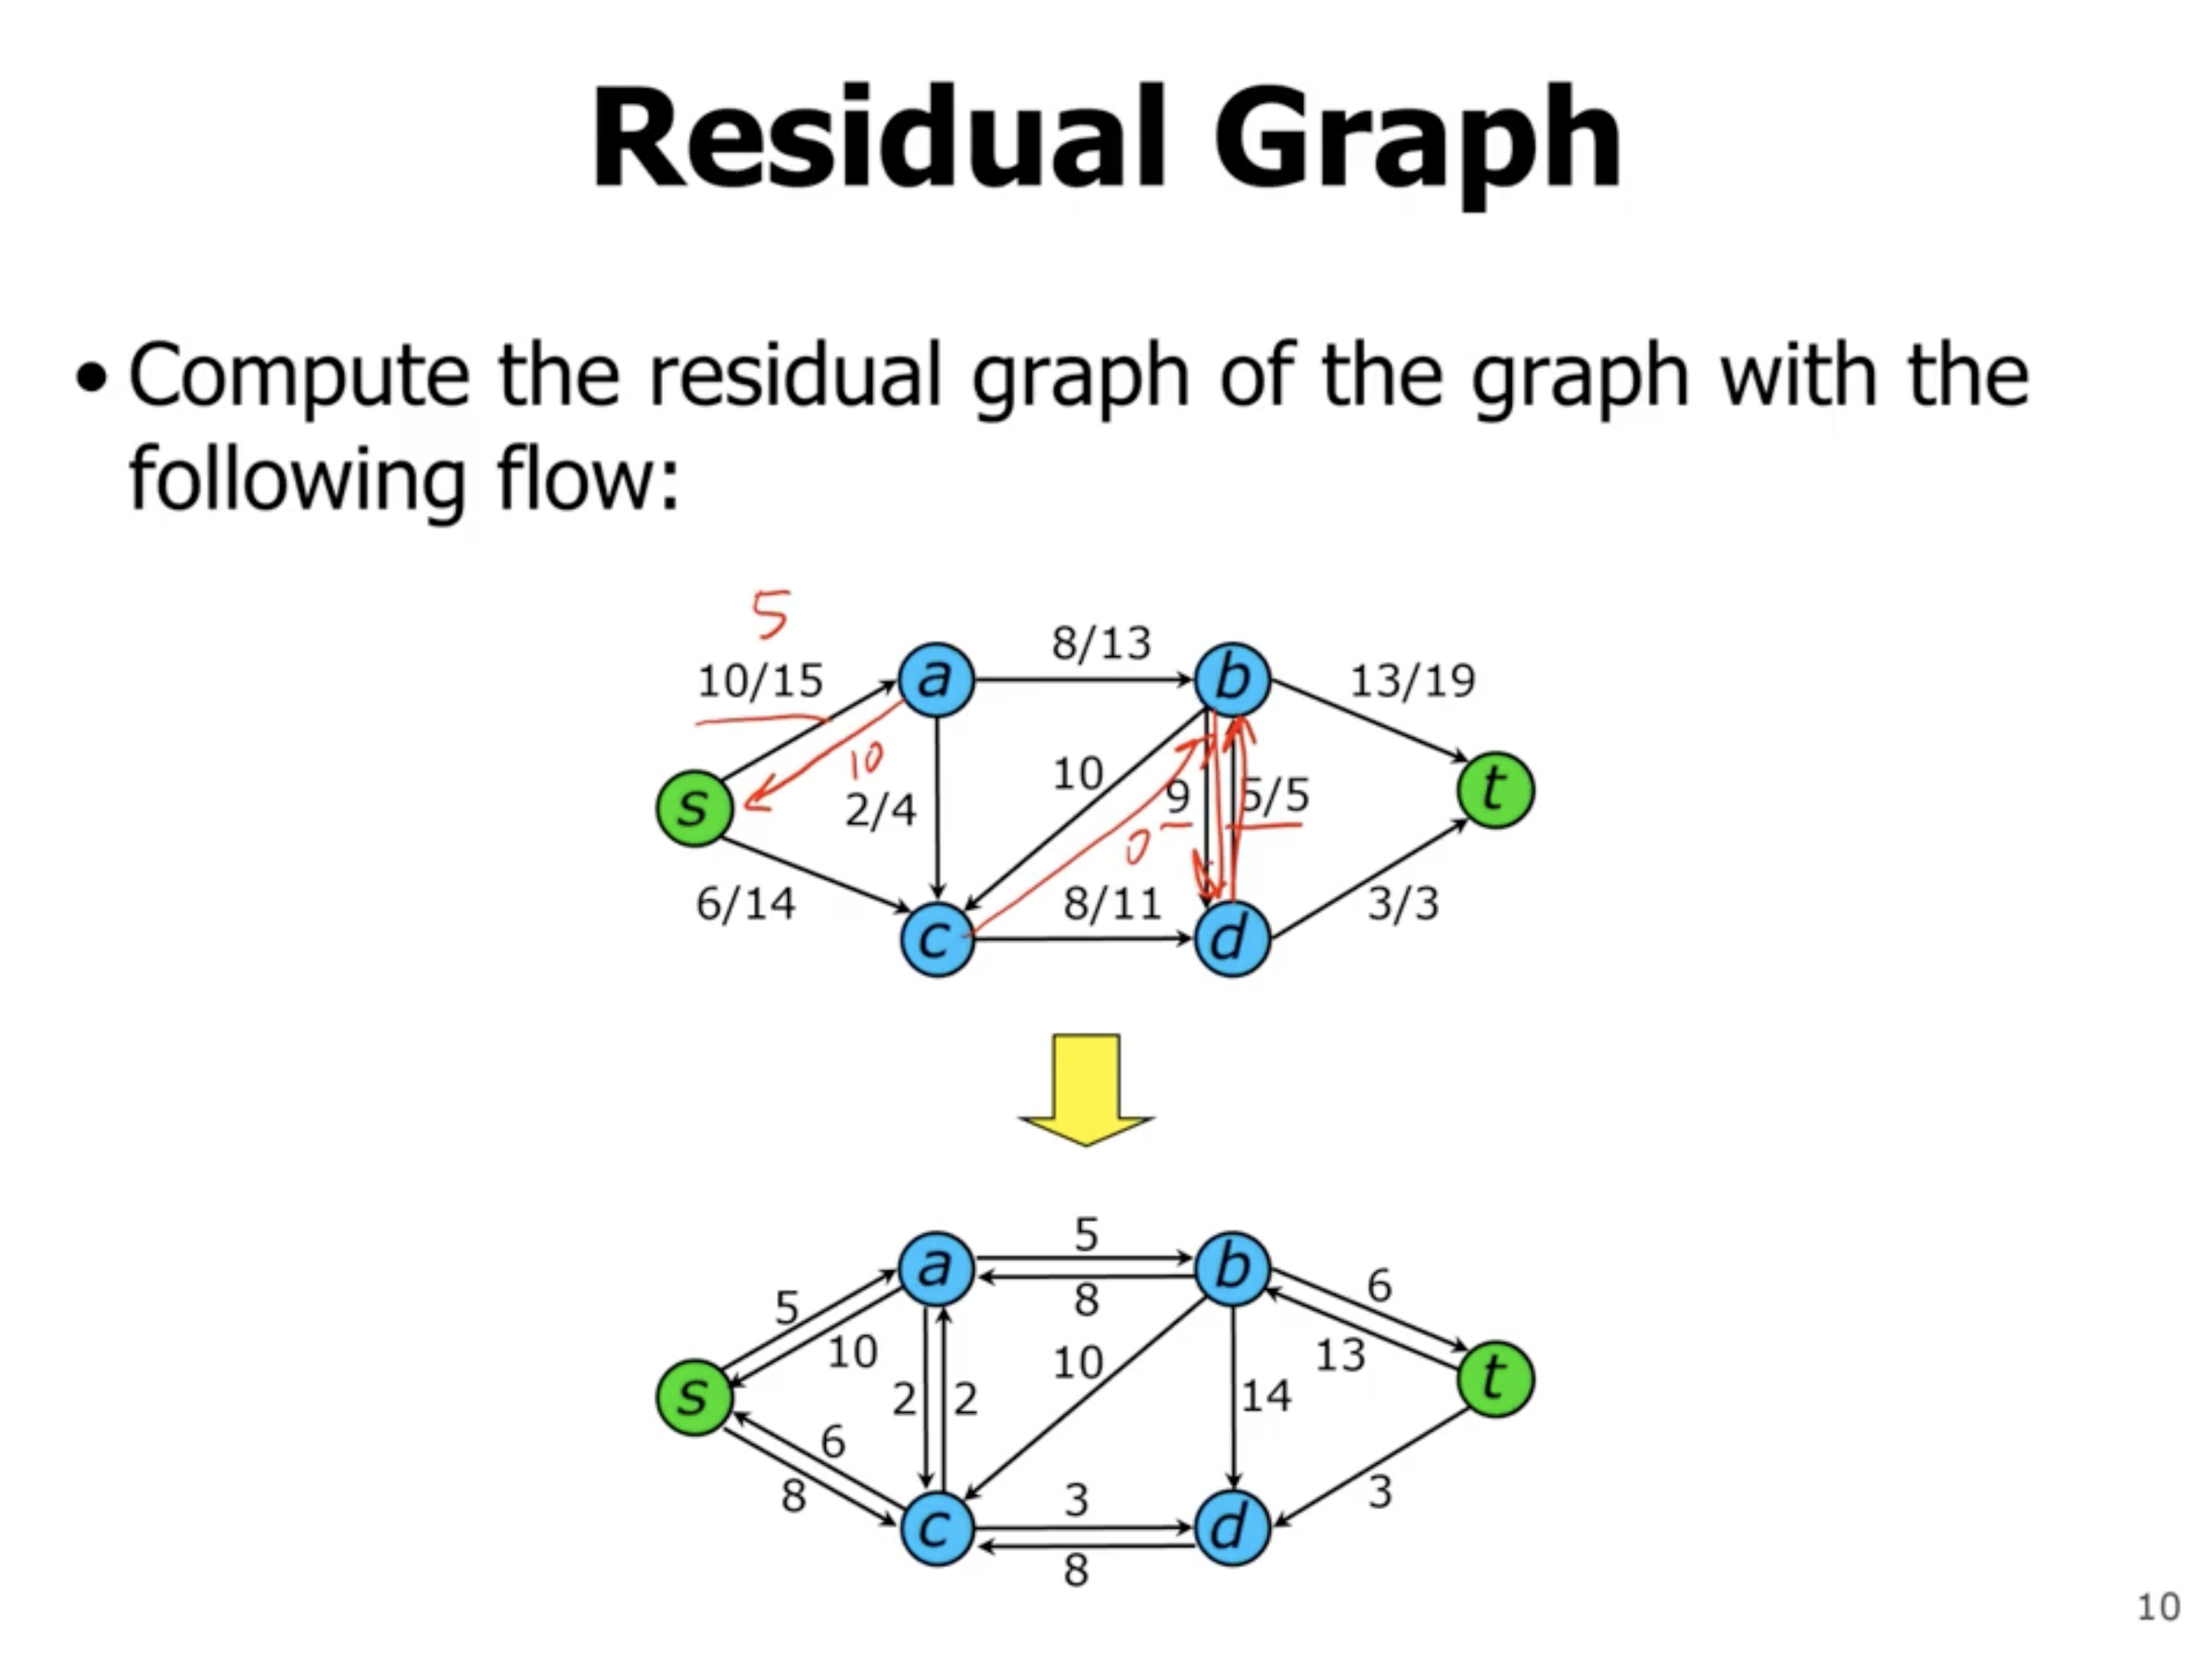 Residual Graph
• Compute the residual graph of the graph with the
following flow:
5
10/15
a
8/13
b
13/19
10
2/4
10
9
5/5
s
t
0
6/14
8/11
3/3
c
d
5
a
b
8
5
6
10
10
13
2
2
14
s
t
6
8
3
3
c
d
8
10